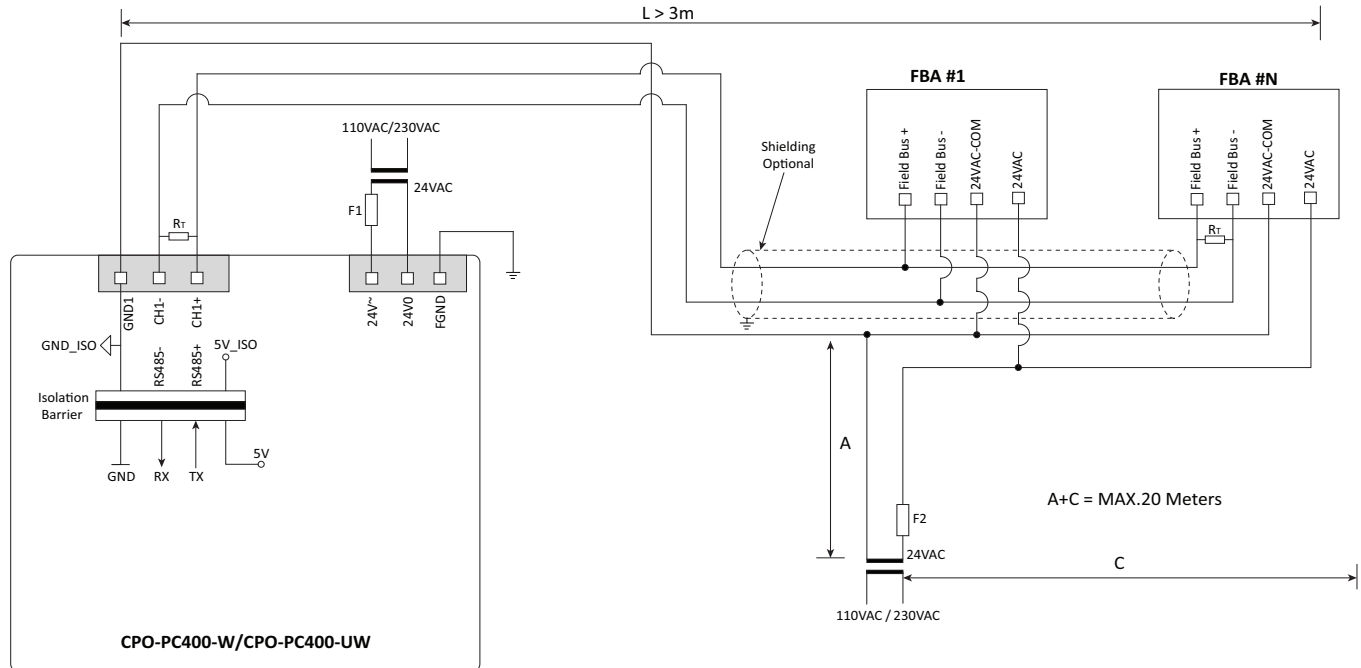 L > 3m
FBA #1
FBA #N
110VAC/230VAC
Shielding
Optional
Field Bus +
Field Bus -
24VAC-COM
24VAC
Field Bus +
Field Bus -
24VAC-COM
24VAC
24VAC
F1
RT
RT
GND1
CH1-
CH1+
24V~
24V0
FGND
GND_ISO
RS485-
RS485+
5V_ISO
Isolation
Barrier
A
5V
GND
RX
TX
A+C = MAX.20 Meters
F2
24VAC
C
110VAC / 230VAC
CPO-PC400-W/CPO-PC400-UW